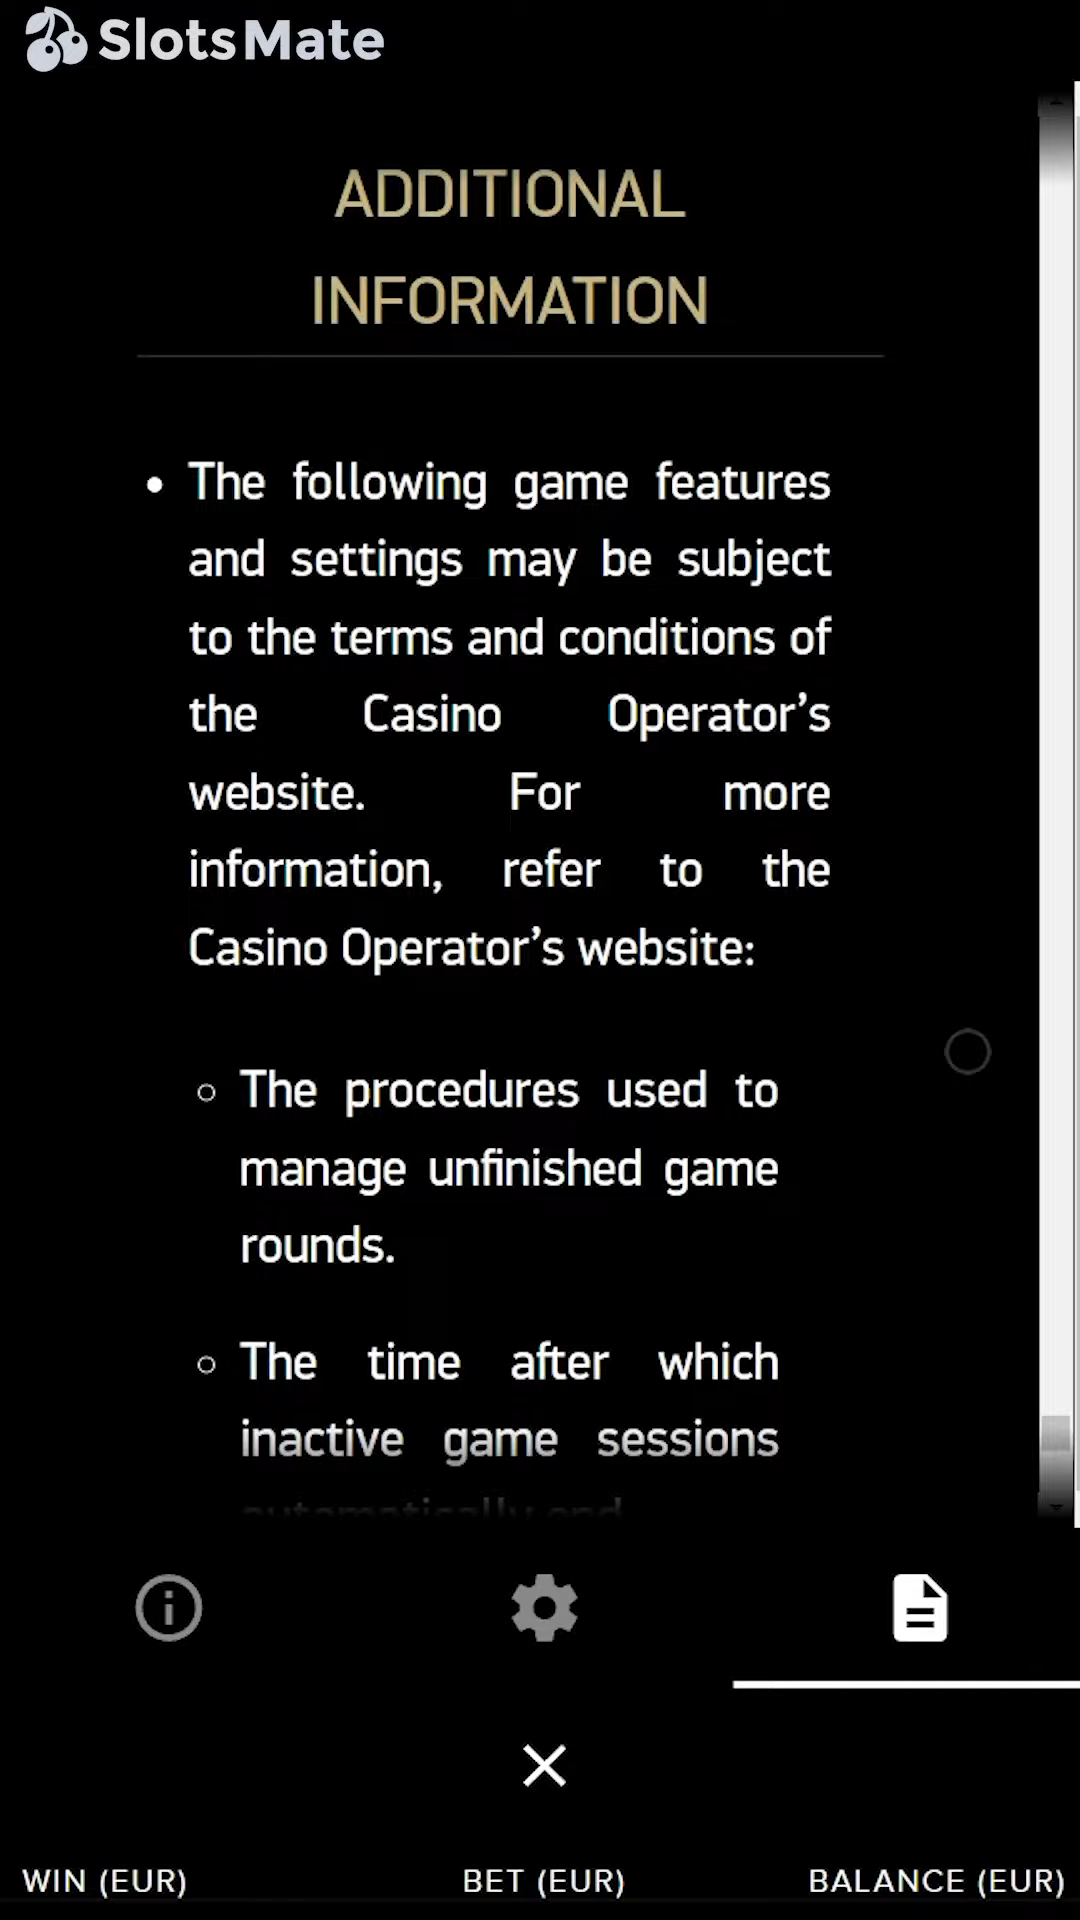 SlotsMate
ADDITIONAL
INFORMATION
• The following game features
and settings may be subject
to the terms and conditions of
the Casino Operator’s
website. For more
information, refer to the
Casino Operator’s website:
The procedures used to
manage unfinished game
rounds.
The time after which
inactive game sessions
automatically end
WIN (EUR) BET (EUR) BALANCE (EUR)